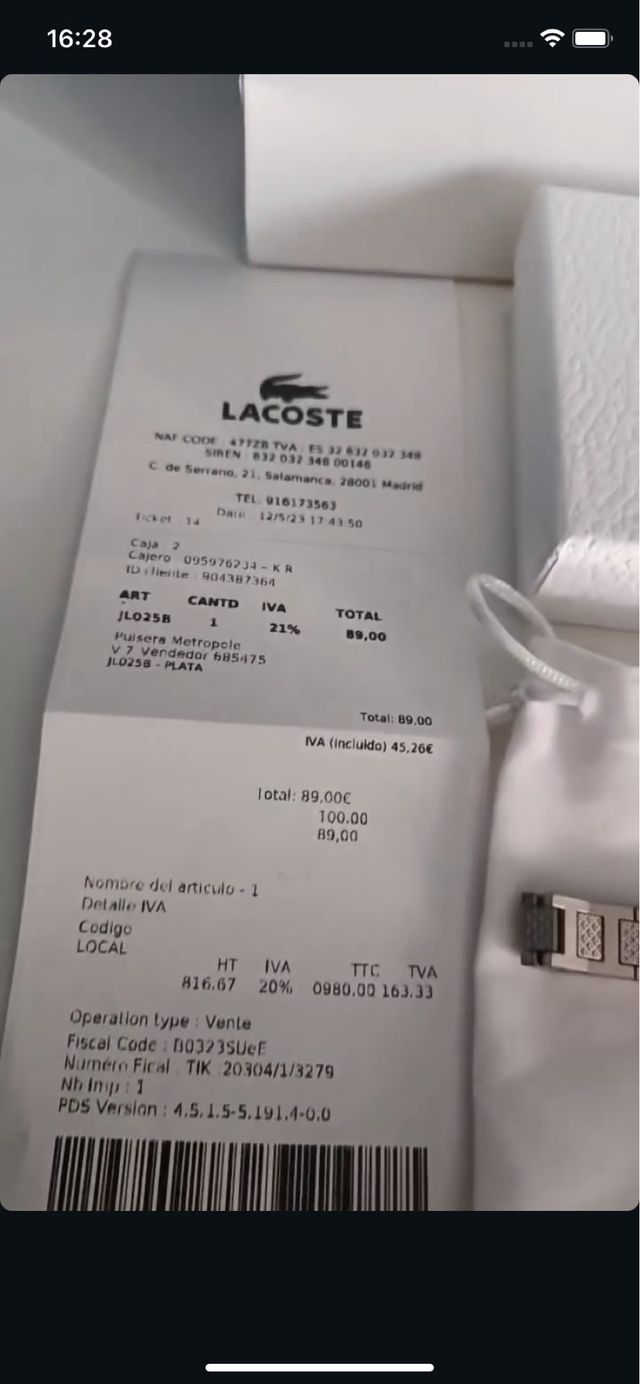 16:28
LACOSTE
NAF CODE : 4772B TVA : ES 32 832 032 348
SIREN : 832 032 348 00146
C de Serrano, 21, Salamanca, 28001 Madrid
TEL. 916173563
Date : 12/5/23 17:43:50
Ticket 14
Caja : 2
Cajero 095976234 - K R
ID cliente : 904387364
ART CANTD IVA TOTAL
JL025B 1 21% 89,00
Pulsera Metropole
V 7 Vendedor 685475
JL025B - PLATA
Total: 89,00
IVA (incluido) 45,26€
Total: 89.00€
100.00
89,00
Nombre del articulo - 1
Detalle IVA
Codigo
LOCAL
HT IVA TTC TVA
816.67 20% 0980.00 163.33
Operation type : Vente
Fiscal Code :
Numéro Fical : TIK 20304/1/3279
Nb Imp : 1
PDS Version : 4.5.1.5-5.191.4-0.0